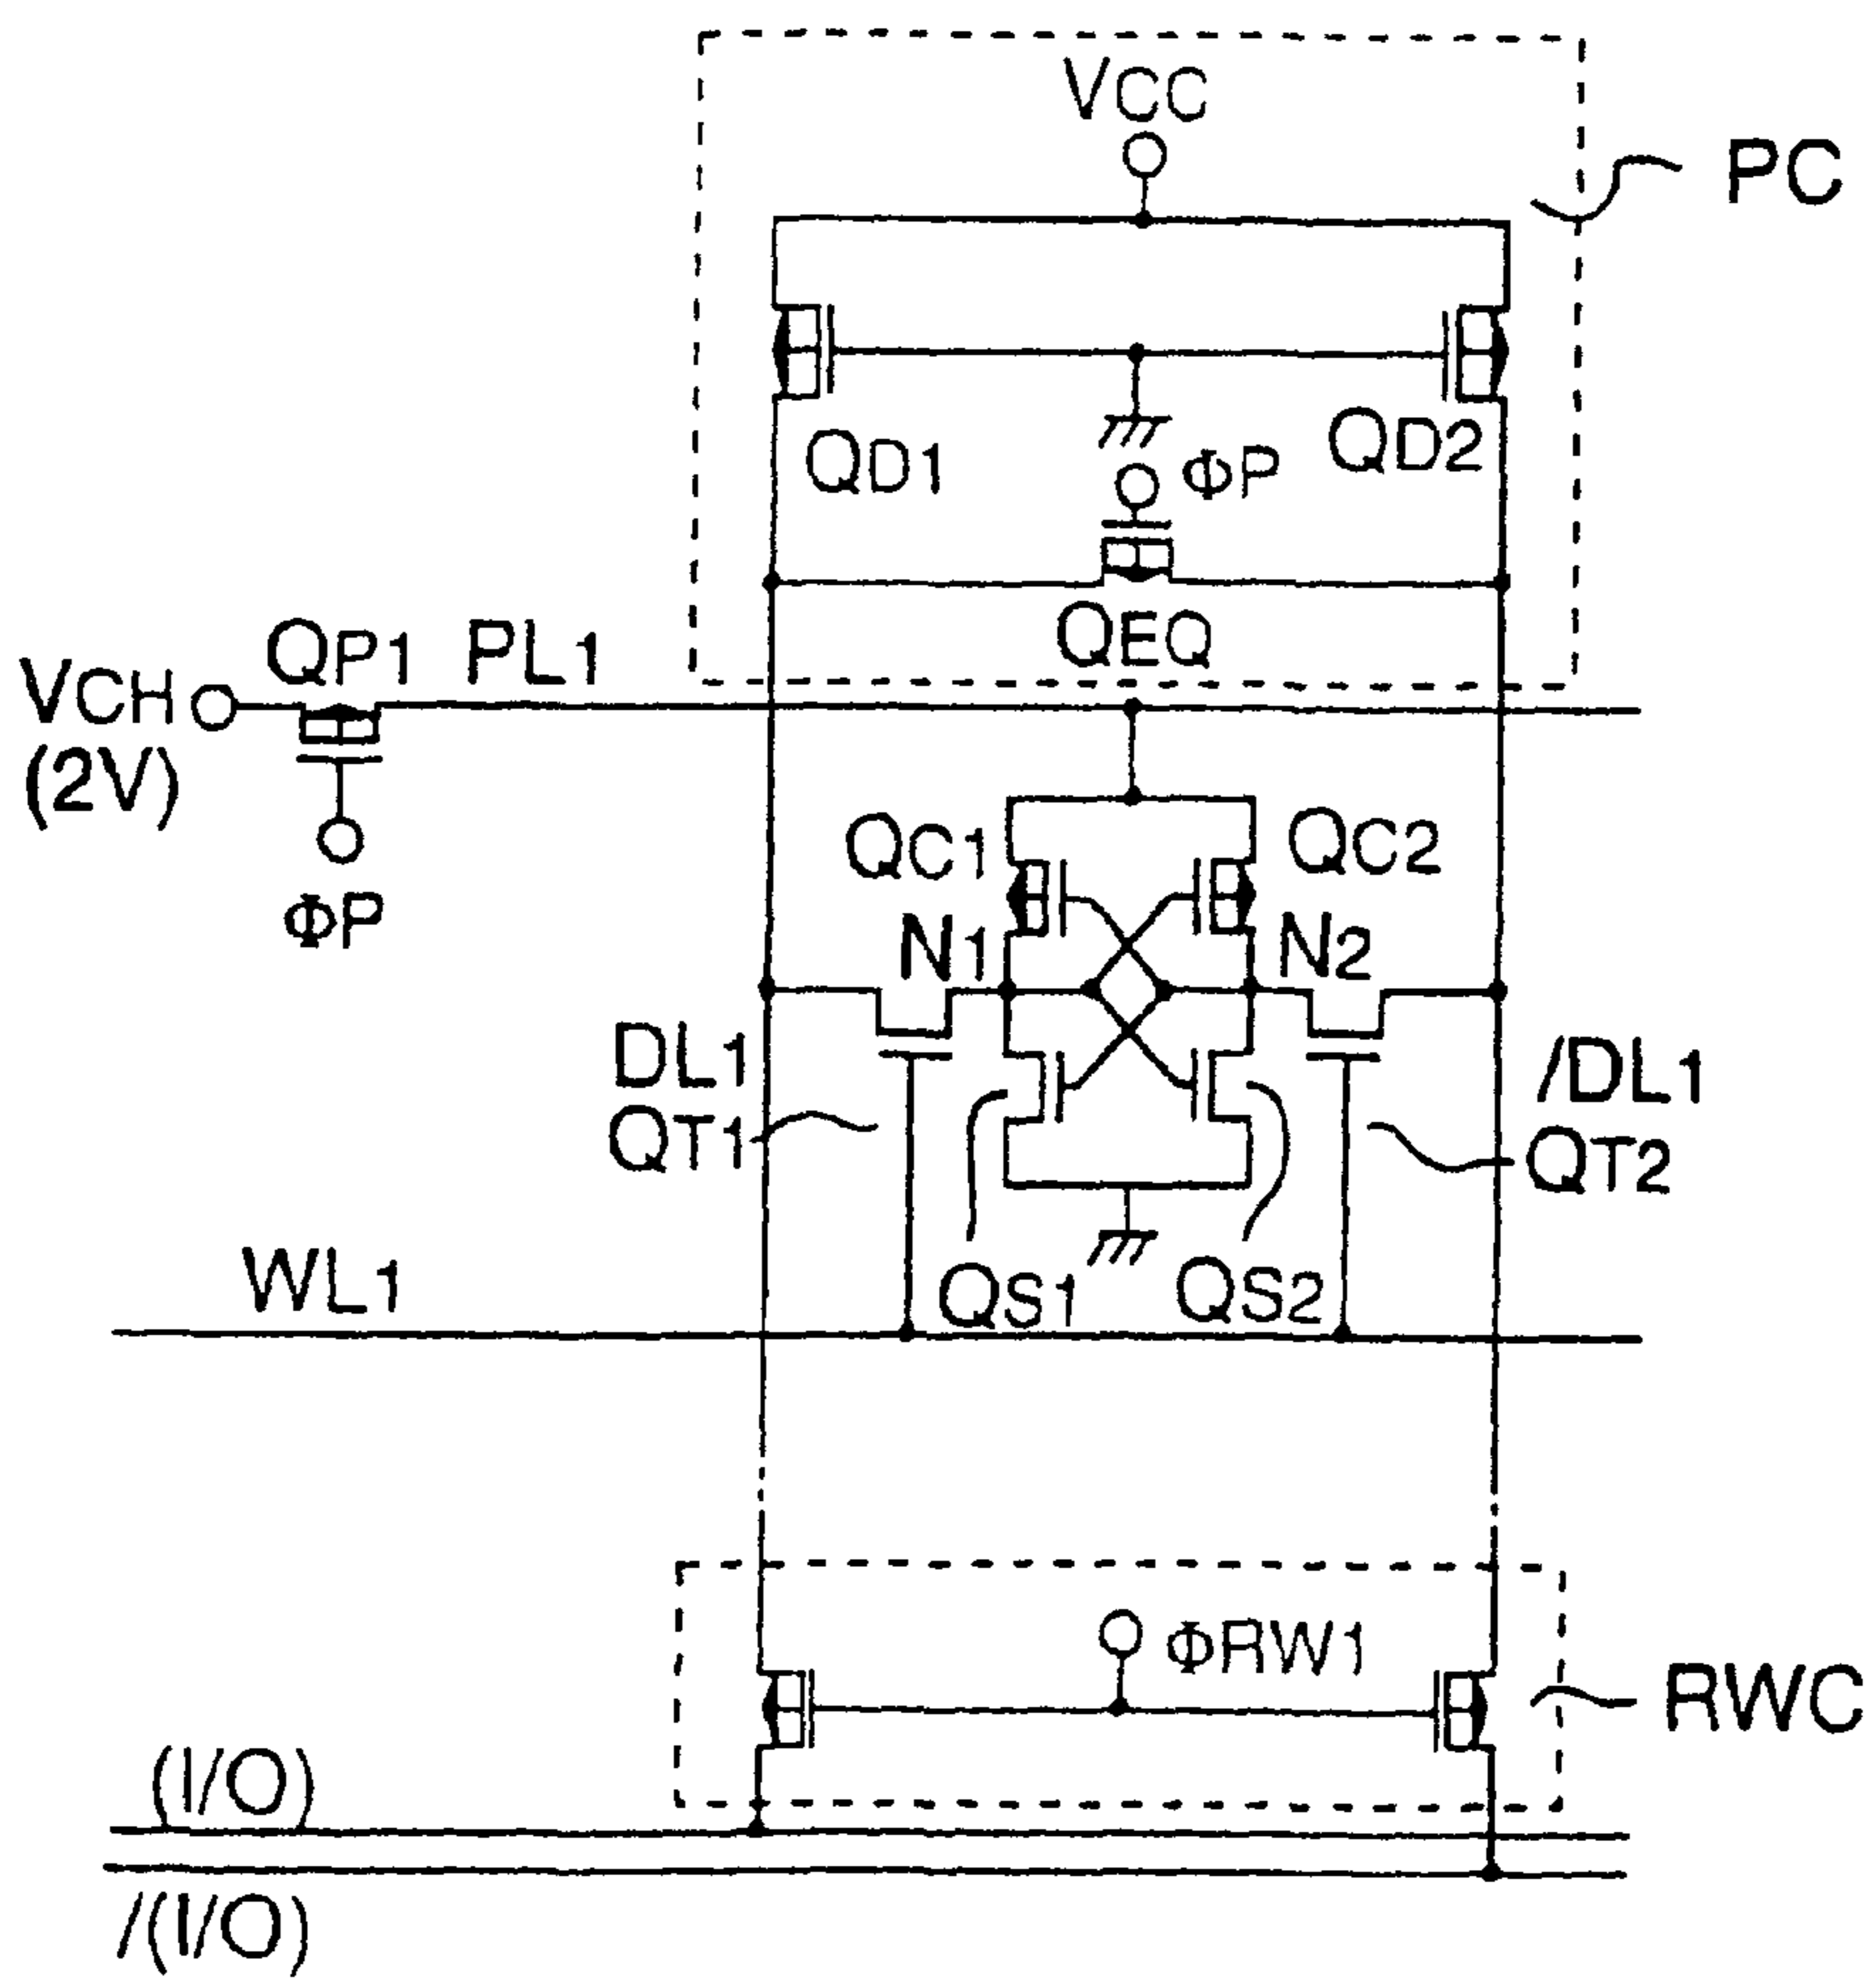 VCC
PC
QD1
QD2
ΦP
QEQ
QP1
PL1
VCH
(2V)
ΦP
QC1
QC2
N1
N2
DL1
/DL1
QT1
QT2
WL1
QS1
QS2
ΦRW1
RWC
(I/O)
/(I/O)